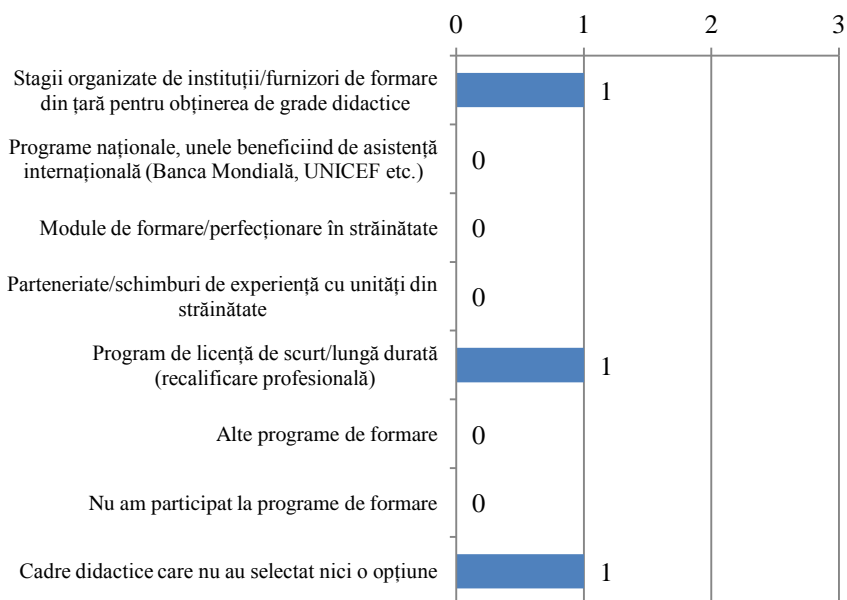 0 1 2 3
Stagii organizate de instituții/furnizori de formare
din țară pentru obținerea de grade didactice
1
Programe naționale, unele beneficiind de asistență
internațională (Banca Mondială, UNICEF etc.)
0
Module de formare/perfecționare în străinătate
0
Parteneriate/schimburi de experiență cu unități din
străinătate
0
Program de licență de scurt/lungă durată
(recalificare profesională)
1
Alte programe de formare
0
Nu am participat la programe de formare
0
Cadre didactice care nu au selectat nici o opțiune
1